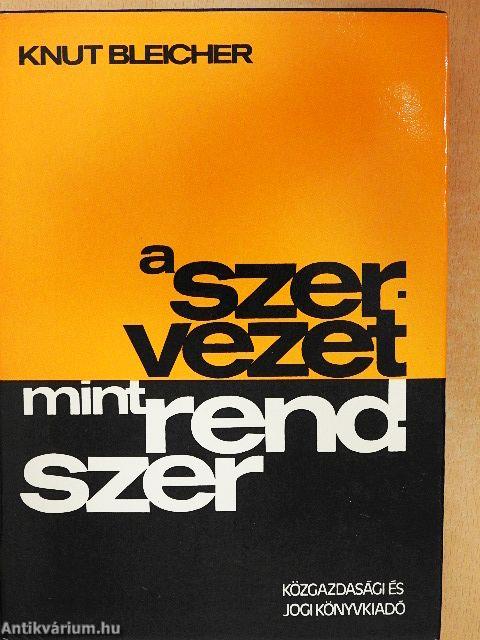 KNUT BLEICHER
a szer-
vezet
mint rend-
szer
KÖZGAZDASÁGI ÉS
JOGI KÖNYVKIADÓ
Antikvárium.hu